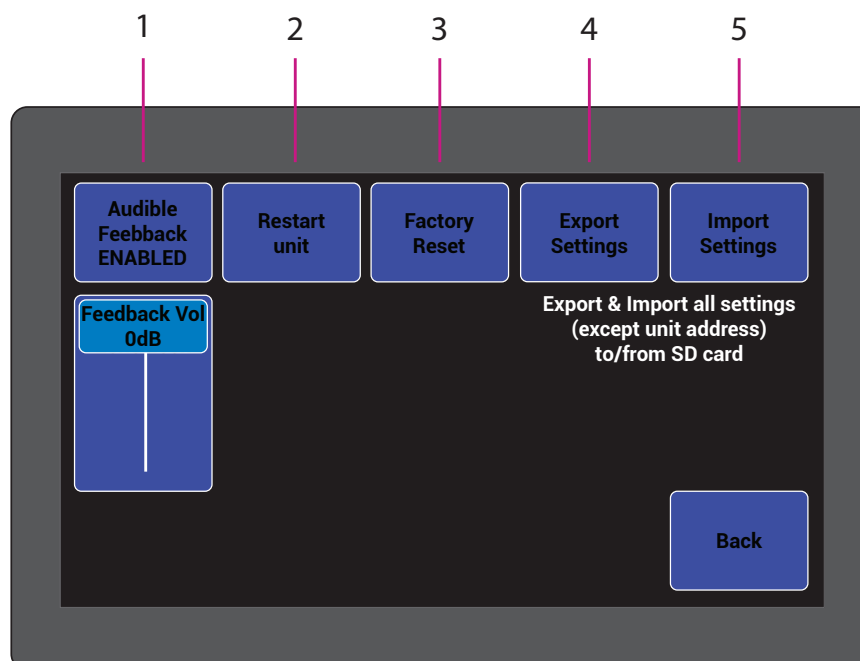 1 2 3 4 5
Audible
Feebback
ENABLED
Restart
unit
Factory
Reset
Export
Settings
Import
Settings
Feedback Vol
0dB
Export & Import all settings
(except unit address)
to/from SD card
Back